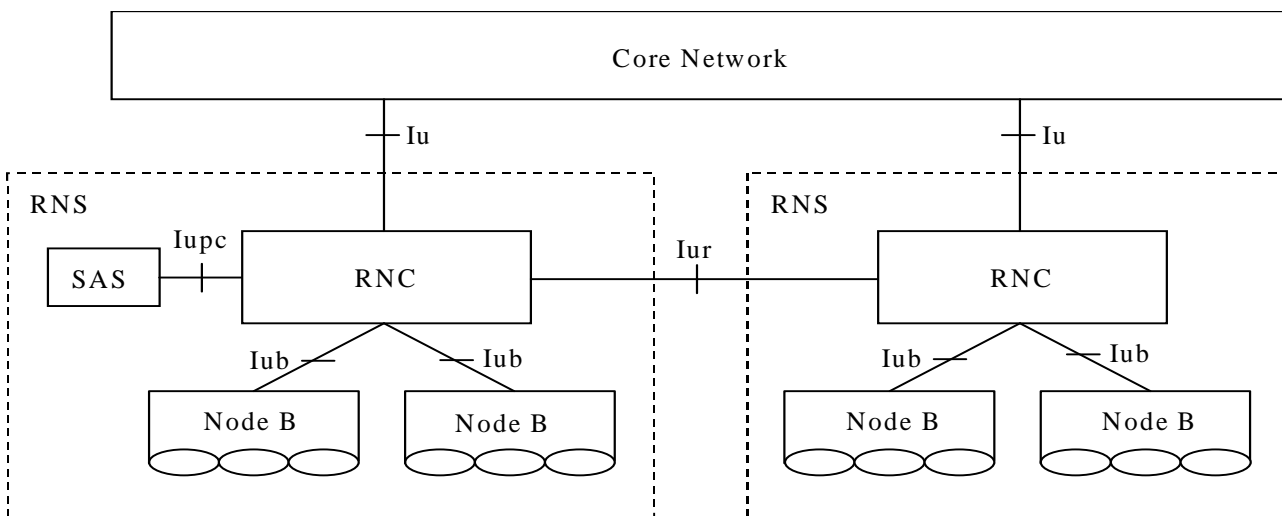 Core Network
Iu
Iu
RNS
RNS
Iupc
Iur
SAS
RNC
RNC
Iub
Iub
Iub
Iub
Node B
Node B
Node B
Node B